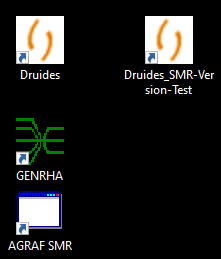 Druides
Druides_SMR-Ver
sion-Test
GENRHA
AGRAF SMR